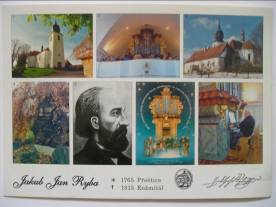 Jakub Jan Ryba
* 1765 Přeštice
† 1815 Rožmitál